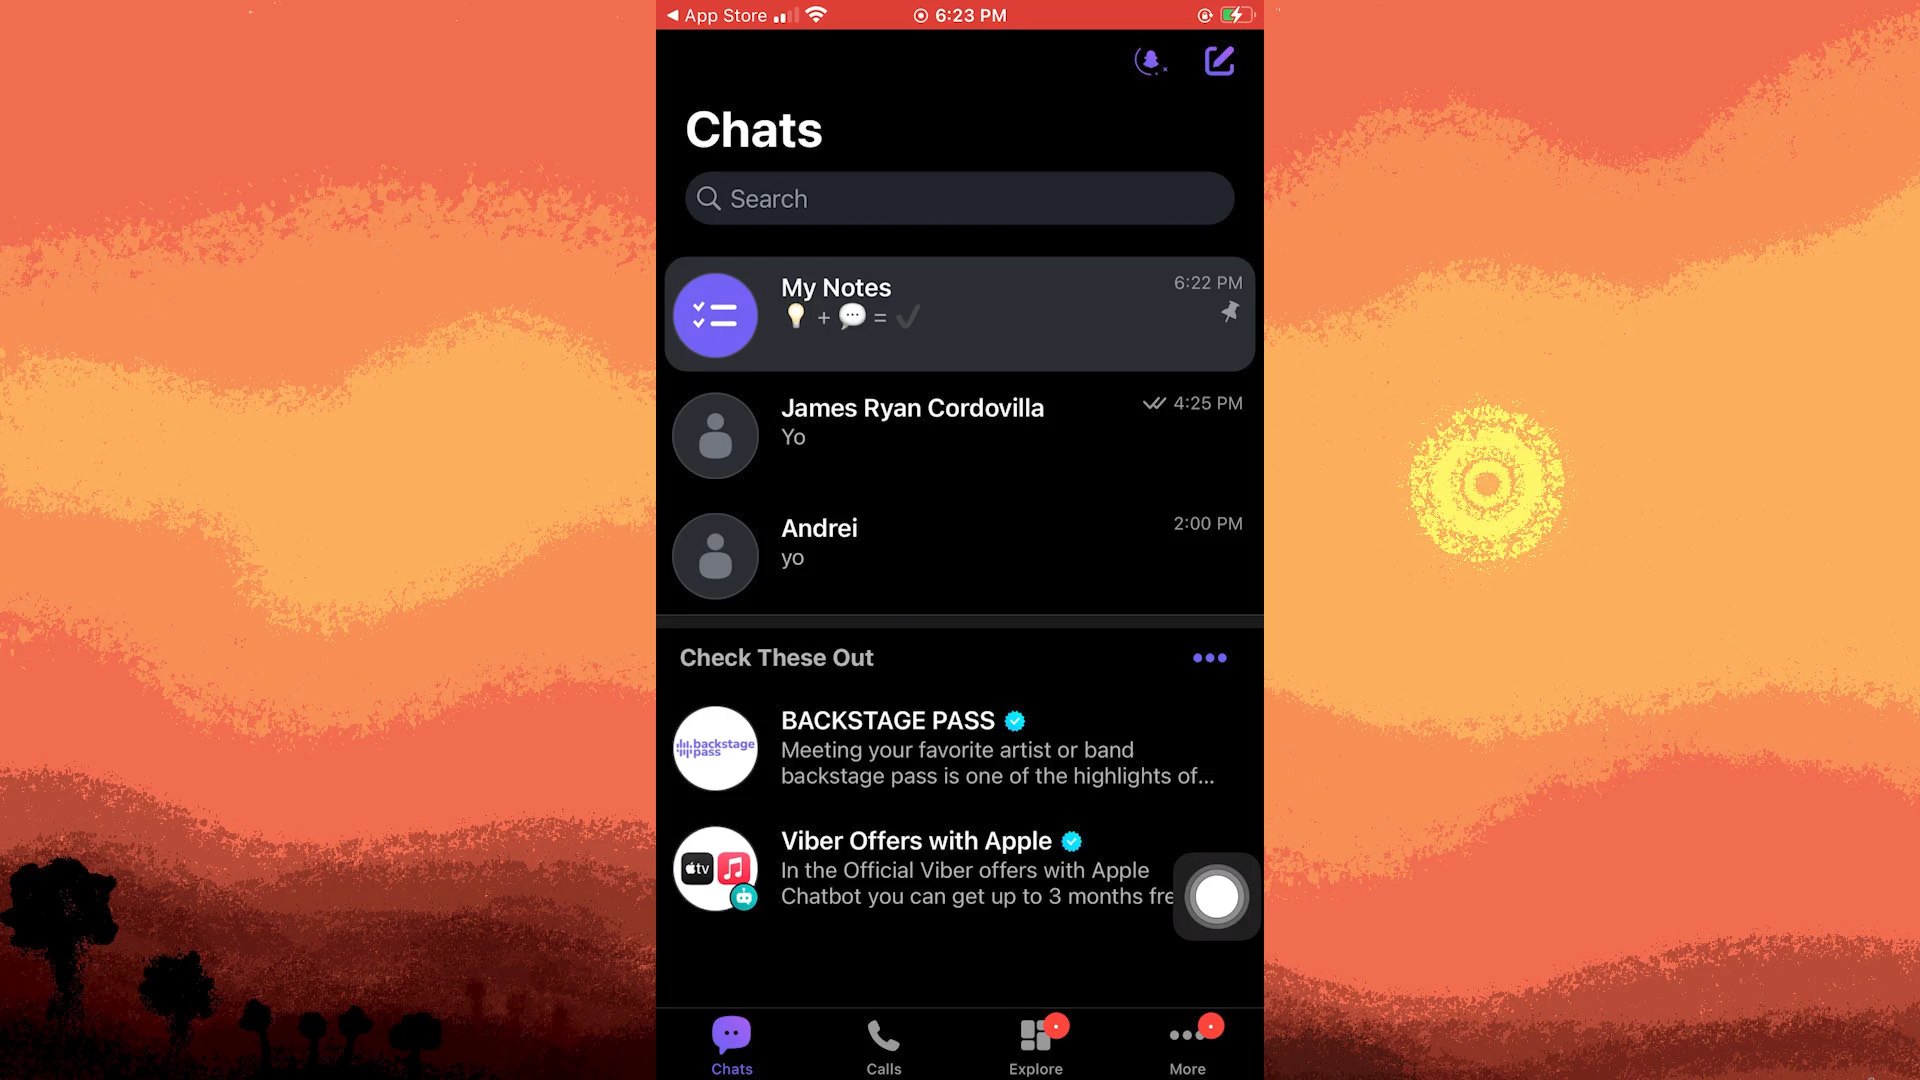 App Store 6:23 PM
Chats
Search
My Notes 6:22 PM
💡 + 💬 = ✔
James Ryan Cordovilla 4:25 PM
Yo
Andrei 2:00 PM
yo
Check These Out
backstage
pass
BACKSTAGE PASS
Meeting your favorite artist or band
backstage pass is one of the highlights of...
tv
Viber Offers with Apple
In the Official Viber offers with Apple
Chatbot you can get up to 3 months fre
Chats Calls Explore More